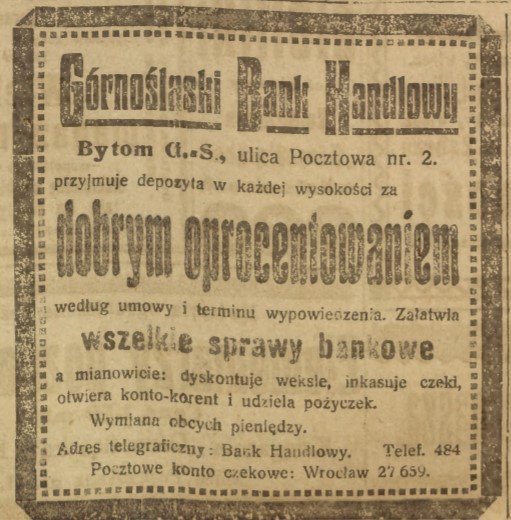 Górnośląski Bank Handlowy
Bytom G.-S., ulica Pocztowa nr. 2.
przyjmuje depozyta w każdej wysokości za
dobrym oprocentowaniem
według umowy i terminu wypowiedzenia. Załatwia
wszelkie sprawy bankowe
a mianowicie: dyskontuje weksle, inkasuje czeki,
otwiera konto-korent i udziela pożyczek.
Wymiana obcych pieniędzy.
Adres telegraficzny: Bank Handlowy. Telef. 484
Pocztowe konto czekowe: Wrocław 27 659.